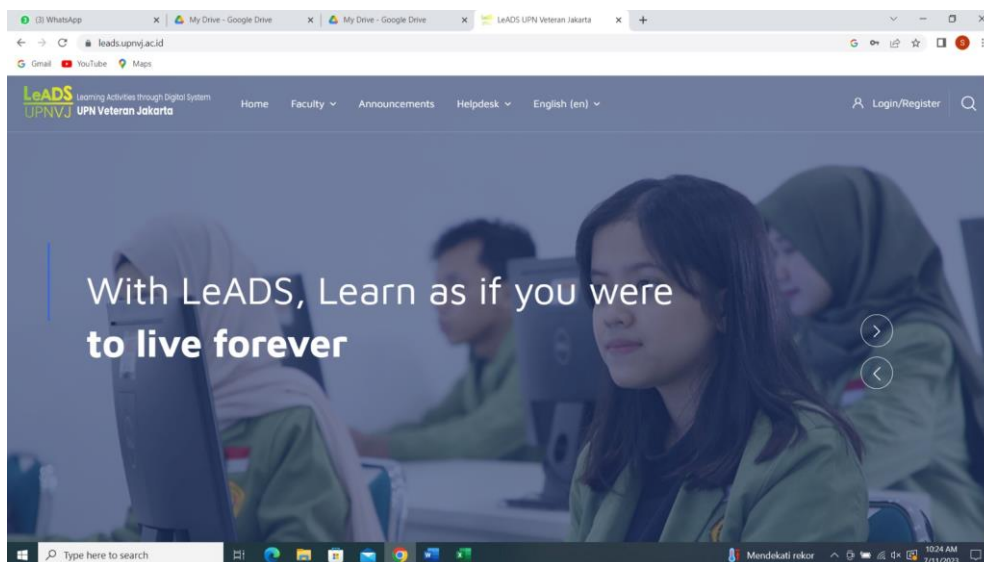 (3) WhatsApp
My Drive - Google Drive
My Drive - Google Drive
LeADS UPN Veteran Jakarta
leads.upnvj.ac.id
Gmail
YouTube
Maps
LeADS Learning Activities through Digital System
UPNVJ UPN Veteran Jakarta
Home
Faculty
Announcements
Helpdesk
English (en)
Login/Register
With LeADS, Learn as if you were
to live forever
Type here to search
Mendekati rekor
10:24 AM
7/11/2023